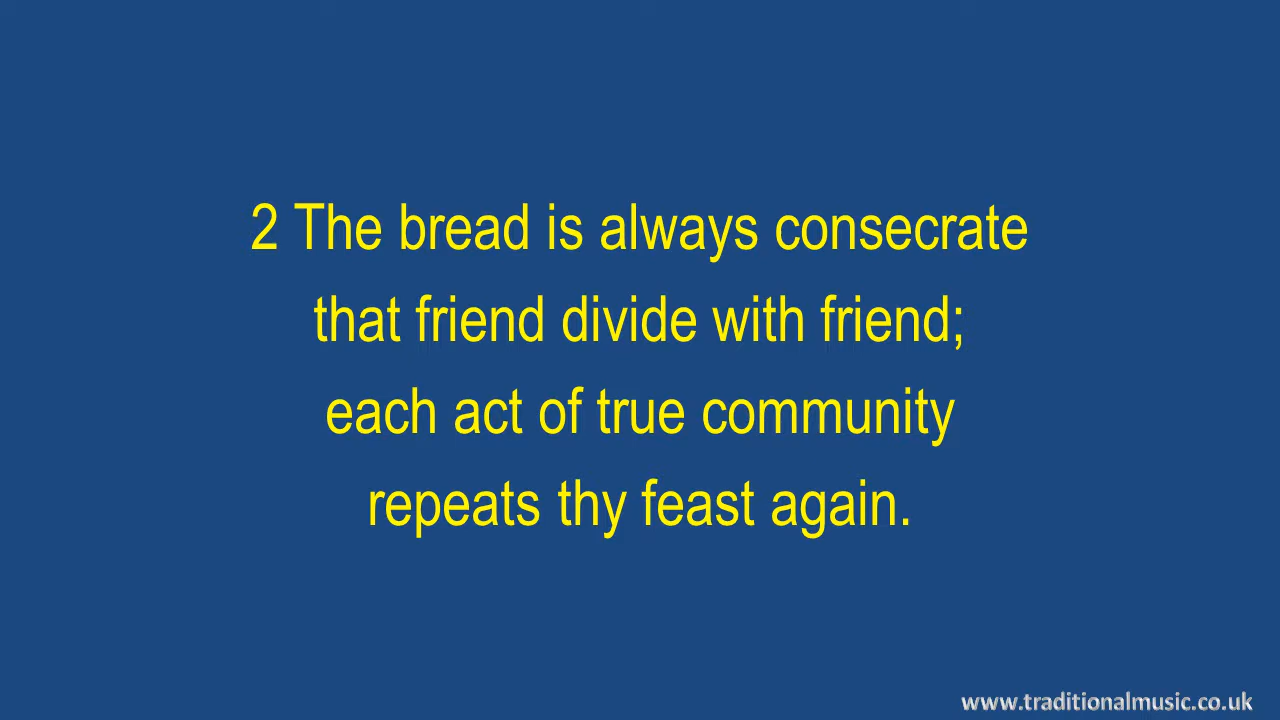 2 The bread is always consecrate
that friend divide with friend;
each act of true community
repeats thy feast again.
www.traditionalmusic.co.uk